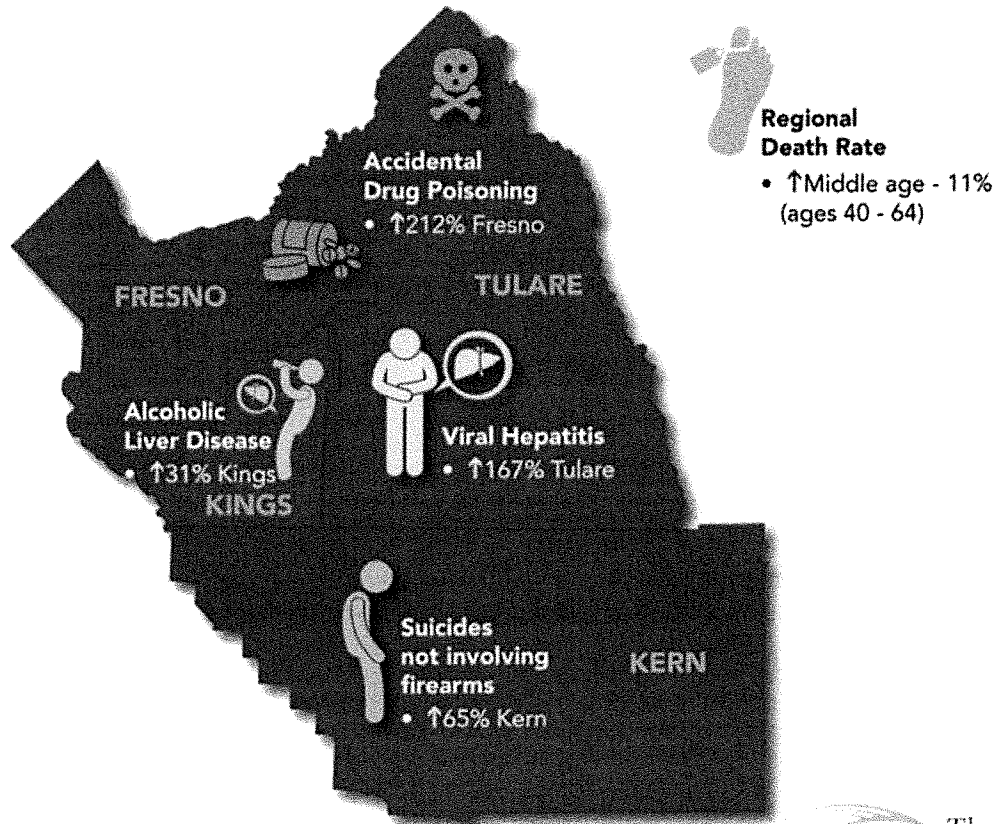 Regional
Death Rate
• ↑Middle age - 11%
(ages 40 - 64)
Accidental
Drug Poisoning
• ↑212% Fresno
FRESNO
TULARE
Alcoholic
Liver Disease
• ↑31% Kings
KINGS
Viral Hepatitis
• ↑167% Tulare
Suicides
not involving
firearms
• ↑65% Kern
KERN